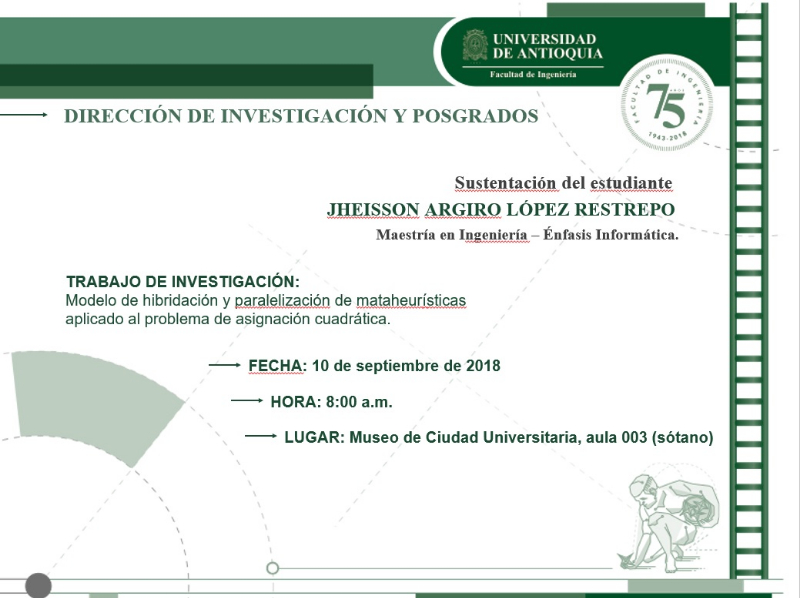 UNIVERSIDAD
DE ANTIOQUIA
Facultad de Ingeniería
FACULTAD DE INGENIERÍA
75
AÑOS
1943-2018
DIRECCIÓN DE INVESTIGACIÓN Y POSGRADOS
Sustentación del estudiante
JHEISSON ARGIRO LÓPEZ RESTREPO
Maestría en Ingeniería – Énfasis Informática.
TRABAJO DE INVESTIGACIÓN:
Modelo de hibridación y paralelización de mataheurísticas
aplicado al problema de asignación cuadrática.
FECHA: 10 de septiembre de 2018
HORA: 8:00 a.m.
LUGAR: Museo de Ciudad Universitaria, aula 003 (sótano)